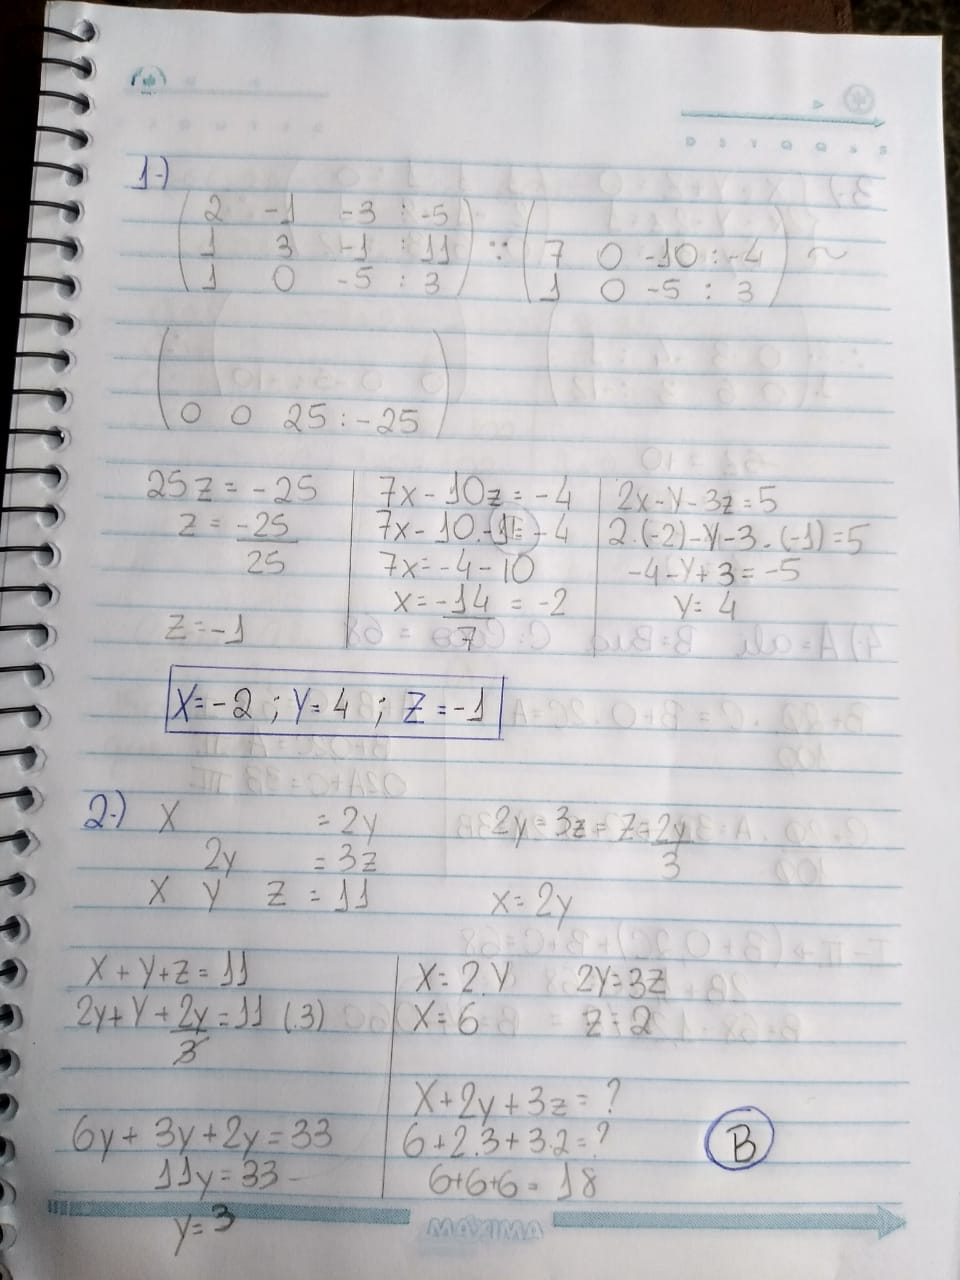 1-)
2 -1 -3 : -5
1 3 -1 : 11 :: 7 0 -10 : -4 ~
1 0 -5 : 3 1 0 -5 : 3
0 0 25 : -25
25z = -25
z = -25
25
z = -1
7x - 10z = -4
7x - 10.-1 = -4
7x = -4 - 10
x = -14 = -2
7
2x - y - 3z = 5
2.(-2) - y - 3.(-1) = 5
-4 - y + 3 = -5
y = 4
x = -2 ; y = 4 ; z = -1
2-) x = 2y
2y = 3z
x y z = 11
2y = 3z = z = 2y
3
x = 2y
x + y + z = 11
2y + y + 2y = 11 (.3)
3
6y + 3y + 2y = 33
11y = 33
y = 3
x = 2.y 2y = 3z
x = 6 z = 2
x + 2y + 3z = ?
6 + 2.3 + 3.2 = ?
6+6+6 = 18
B